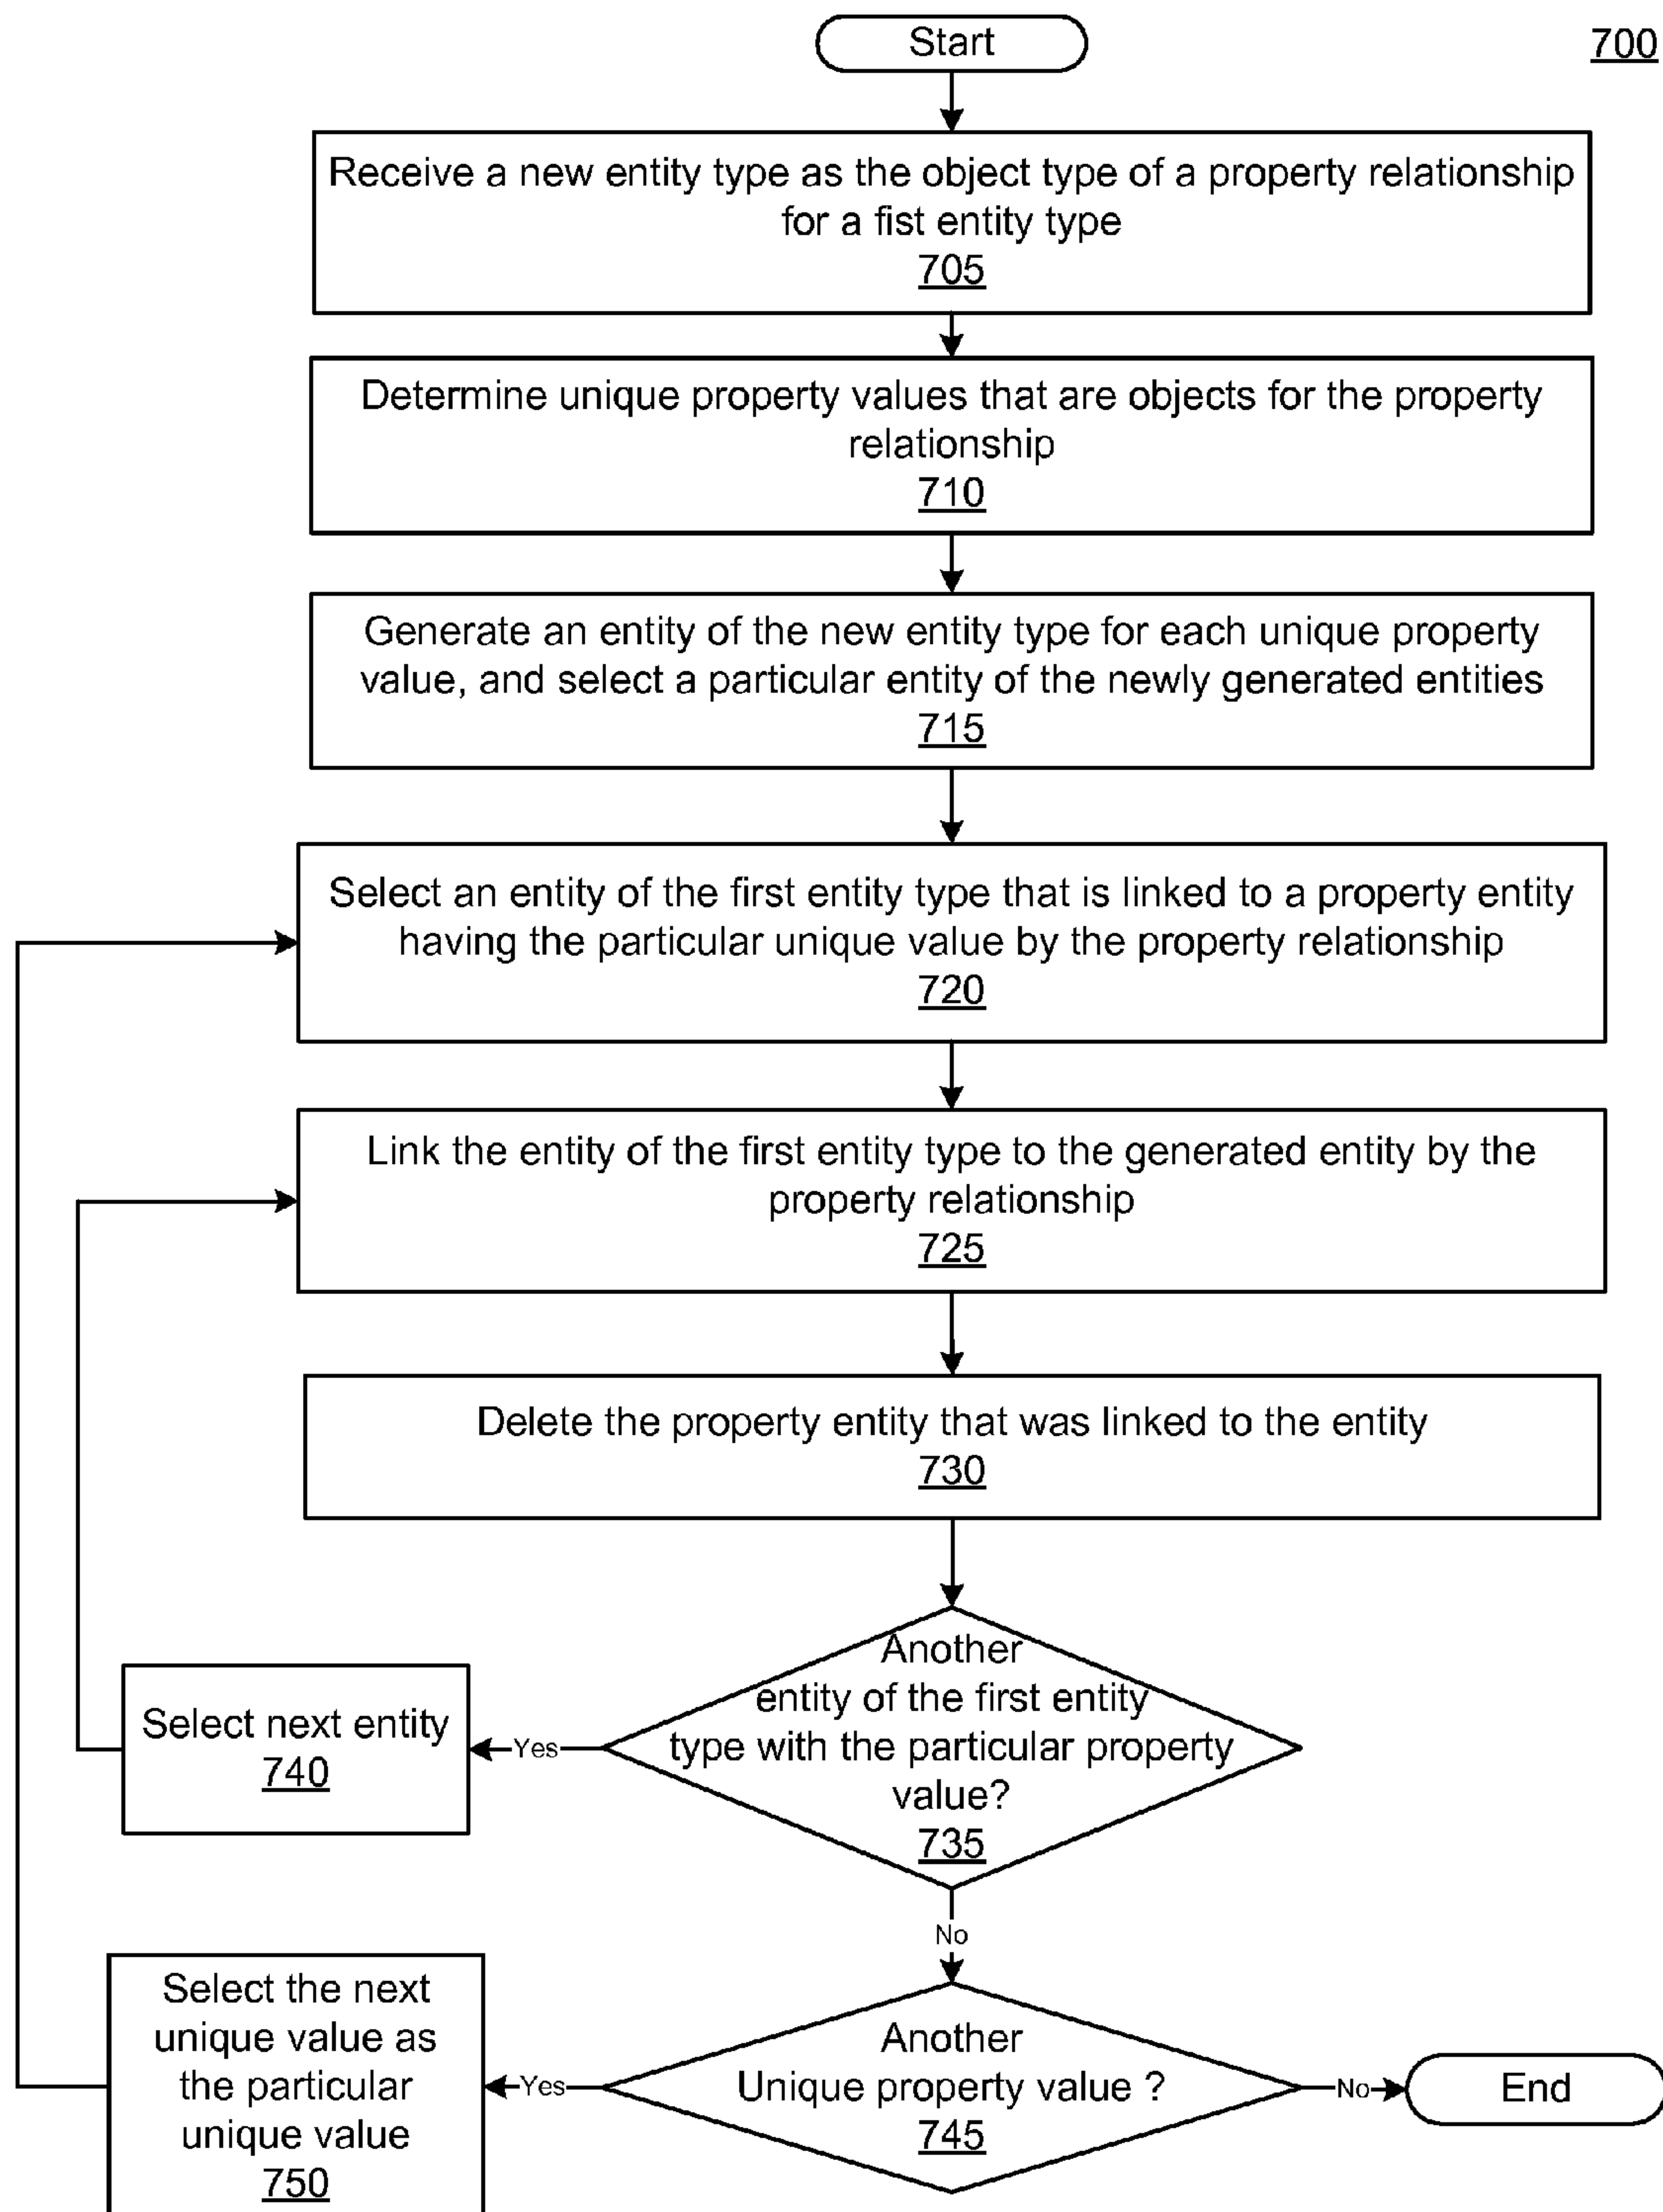 Start
700
Receive a new entity type as the object type of a property relationship
for a fist entity type
705
Determine unique property values that are objects for the property
relationship
710
Generate an entity of the new entity type for each unique property
value, and select a particular entity of the newly generated entities
715
Select an entity of the first entity type that is linked to a property entity
having the particular unique value by the property relationship
720
Link the entity of the first entity type to the generated entity by the
property relationship
725
Delete the property entity that was linked to the entity
730
Another
entity of the first entity
type with the particular property
value?
735
Yes
Select next entity
740
No
Another
Unique property value ?
745
Yes
Select the next
unique value as
the particular
unique value
750
No
End